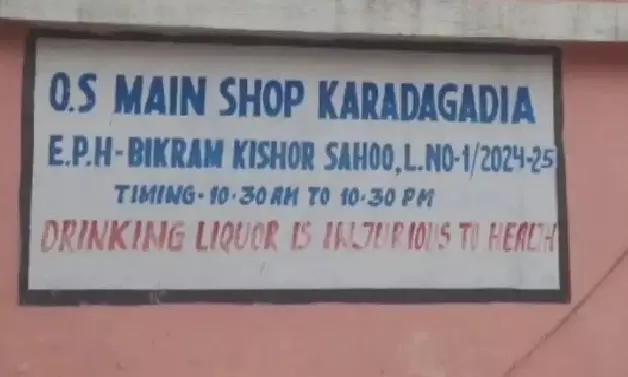 O.S MAIN SHOP KARADAGADIA
E.P.H-BIKRAM KISHOR SAHOO,L.NO-1/2024-25
TIMING-10.30AM TO 10.30 PM
DRINKING LIQUOR IS INJURIOUS TO HEALTH